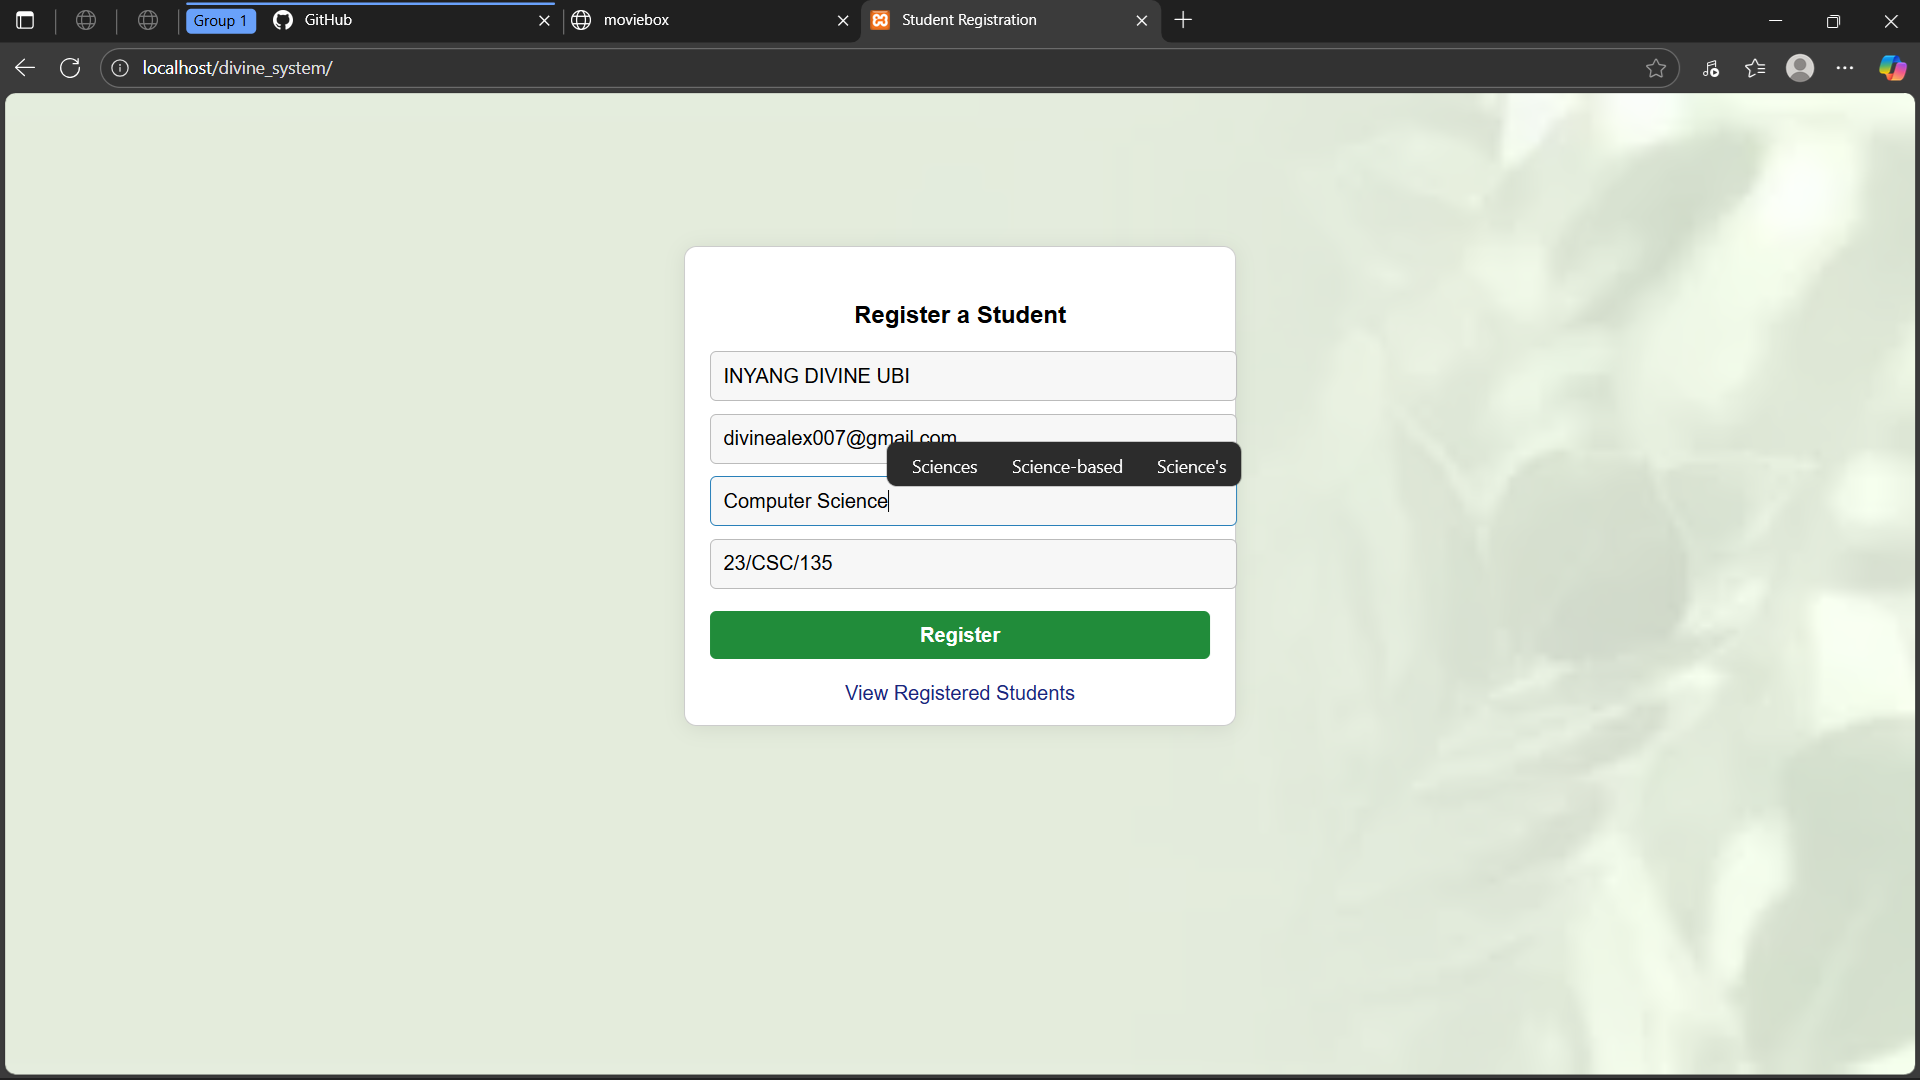 Group 1
GitHub
moviebox
Student Registration
localhost/divine_system/
Register a Student
INYANG DIVINE UBI
divinealex007@gmail.com
Sciences Science-based Science's
Computer Science
23/CSC/135
Register
View Registered Students